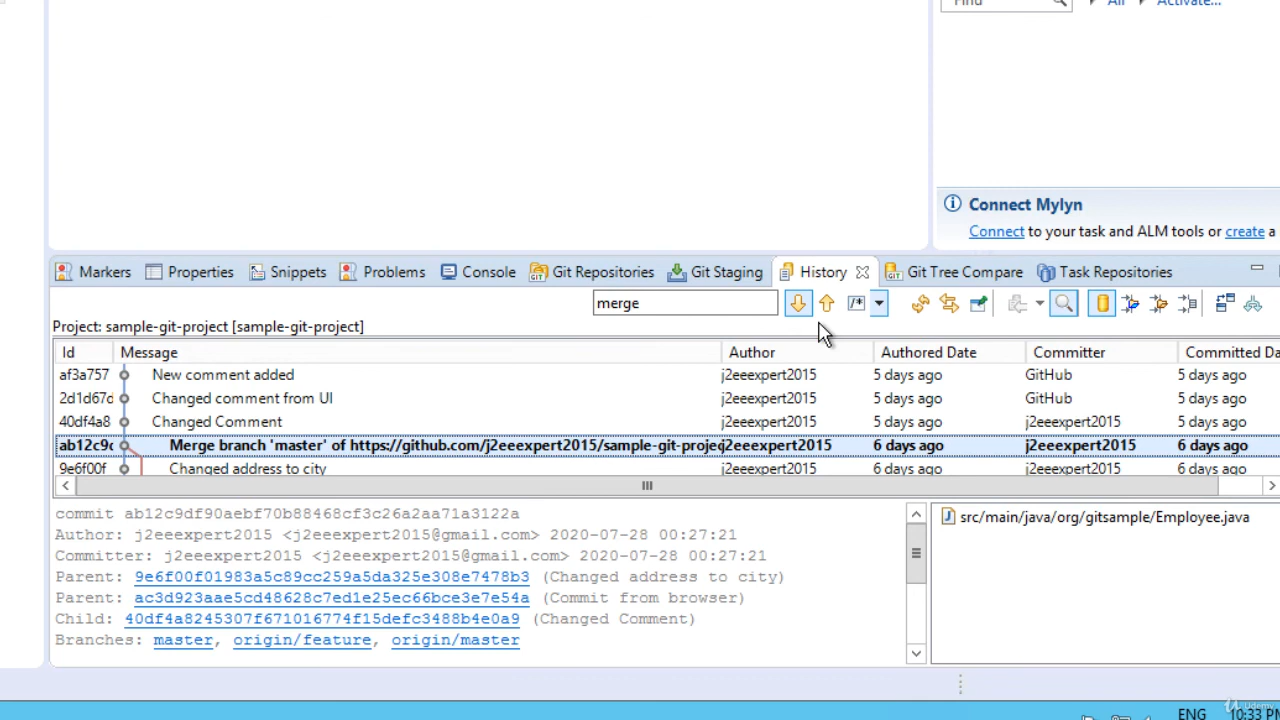 Find All Activate...
Connect Mylyn
Connect to your task and ALM tools or create a
Markers Properties Snippets Problems Console Git Repositories Git Staging History Git Tree Compare Task Repositories
merge
Project: sample-git-project [sample-git-project]
Id Message Author Authored Date Committer Committed Da
af3a757 New comment added j2eeexpert2015 5 days ago GitHub 5 days ago
2d1d67d Changed comment from UI j2eeexpert2015 5 days ago GitHub 5 days ago
40df4a8 Changed Comment j2eeexpert2015 5 days ago j2eeexpert2015 5 days ago
ab12c9d Merge branch 'master' of https://github.com/j2eeexpert2015/sample-git-project j2eeexpert2015 6 days ago j2eeexpert2015 6 days ago
9e6f00f Changed address to city j2eeexpert2015 6 days ago j2eeexpert2015 6 days ago
commit ab12c9df90aebf70b88468cf3c26a2aa71a3122a
Author: j2eeexpert2015 <j2eeexpert2015@gmail.com> 2020-07-28 00:27:21
Committer: j2eeexpert2015 <j2eeexpert2015@gmail.com> 2020-07-28 00:27:21
Parent: 9e6f00f01983a5c89cc259a5da325e308e7478b3 (Changed address to city)
Parent: ac3d923aae5cd48628c7ed1e25ec66bce3e7e54a (Commit from browser)
Child: 40df4a8245307f671016774f15defc3488b4e0a9 (Changed Comment)
Branches: master, origin/feature, origin/master
src/main/java/org/gitsample/Employee.java
ENG 10:33 PM
Udemy